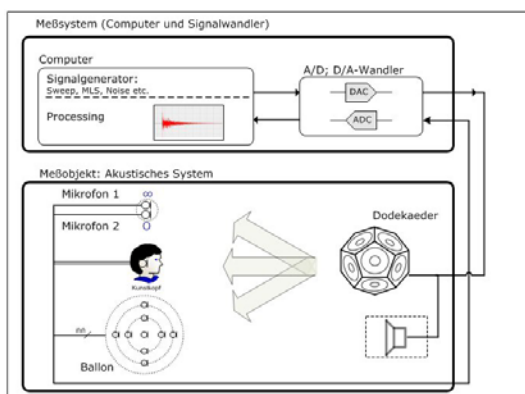 Meßsystem (Computer und Signalwandler)
Computer
Signalgenerator:
Sweep, MLS, Noise etc.
Processing
A/D; D/A-Wandler
DAC
ADC
Meßobjekt: Akustisches System
Mikrofon 1
∞
Mikrofon 2
O
Dodekaeder
Kunstkopf
Ballon